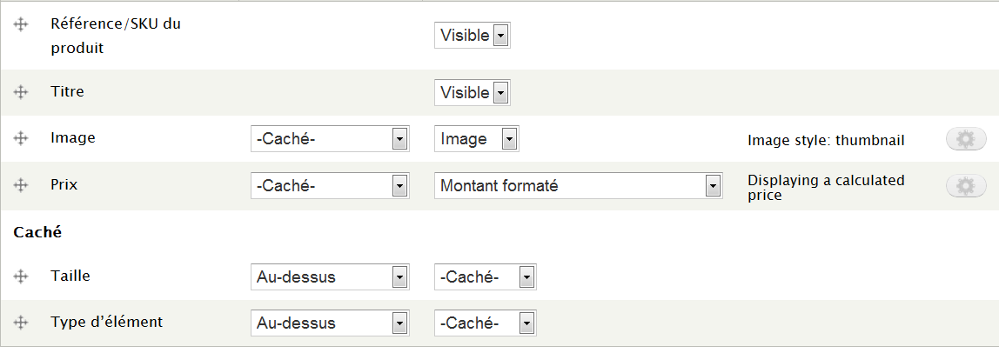 Référence/SKU du
produit
Visible
Titre
Visible
Image
-Caché-
Image
Image style: thumbnail
Prix
-Caché-
Montant formaté
Displaying a calculated
price
Caché
Taille
Au-dessus
-Caché-
Type d’élément
Au-dessus
-Caché-